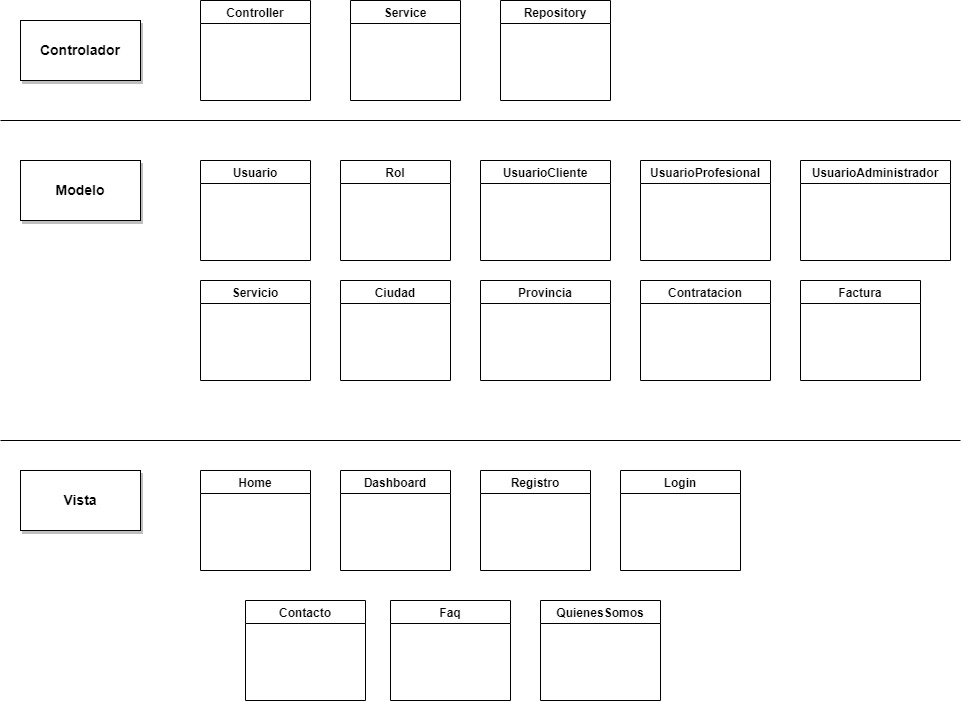 Controlador
Controller
Service
Repository
Modelo
Usuario
Rol
UsuarioCliente
UsuarioProfesional
UsuarioAdministrador
Servicio
Ciudad
Provincia
Contratacion
Factura
Vista
Home
Dashboard
Registro
Login
Contacto
Faq
QuienesSomos